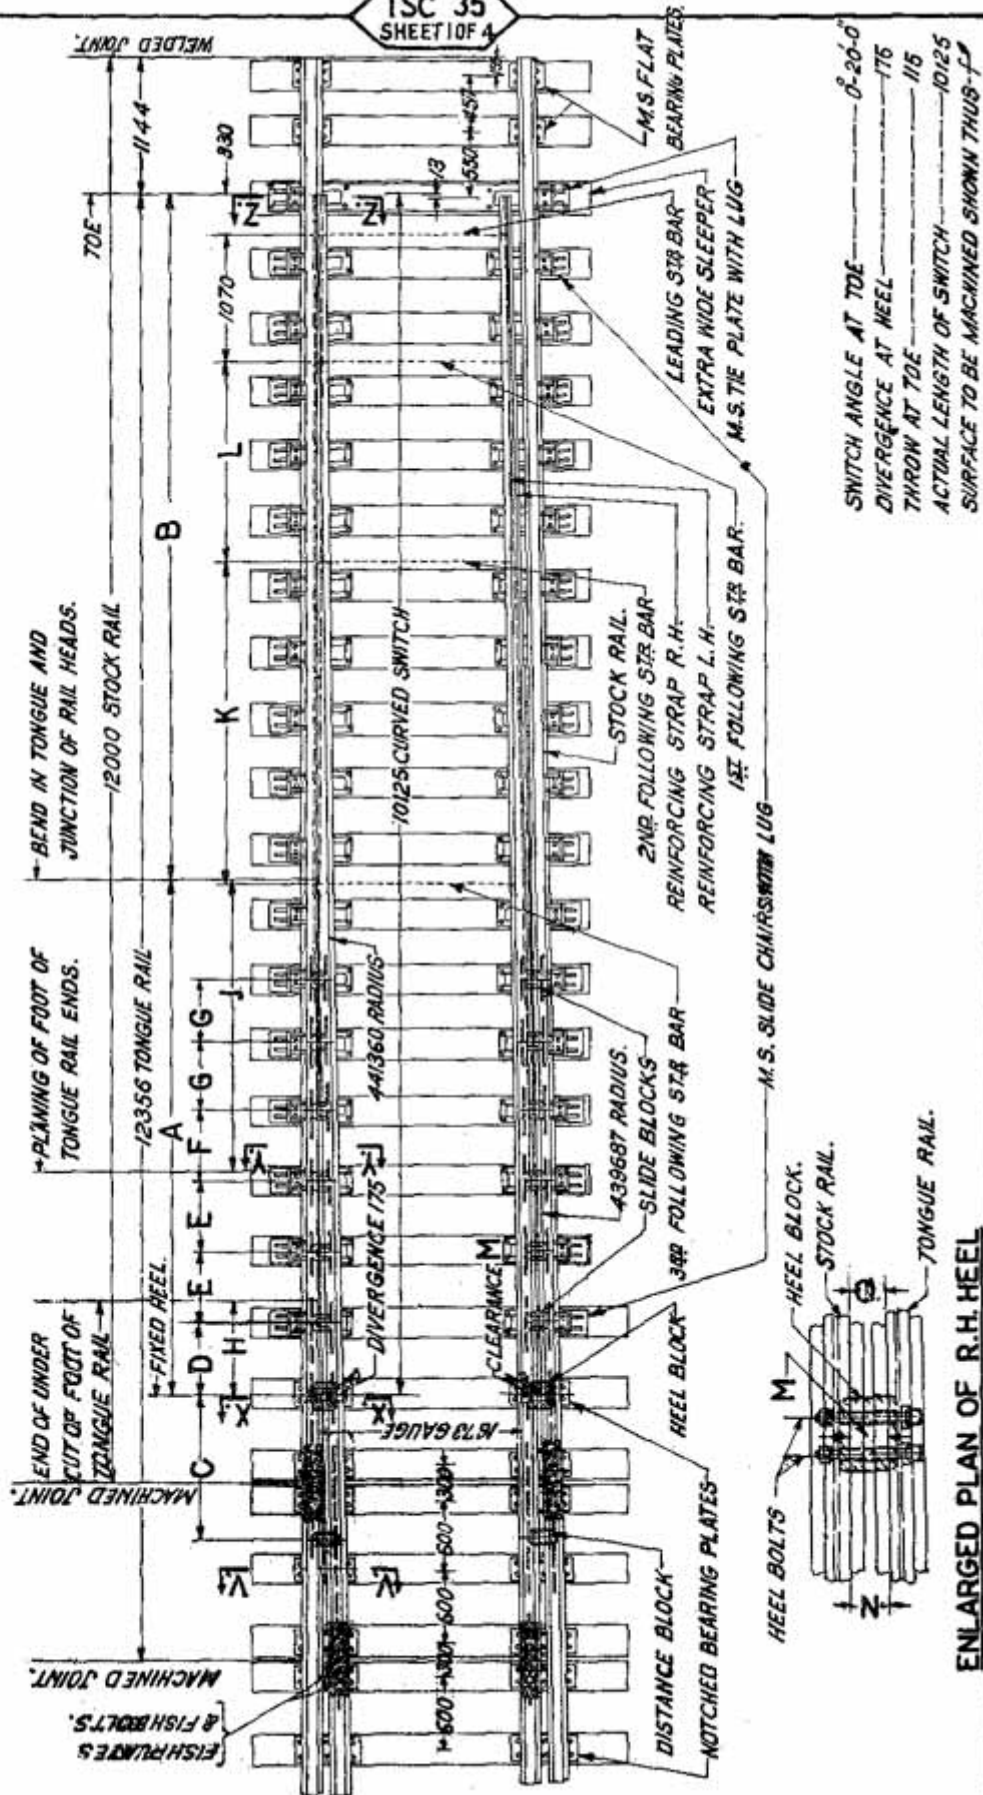 TSC 35
SHEET 1 OF 4
WELDED JOINT.
TOE
1144
330
13
550
457
M.S. FLAT
BEARING PLATES.
1070
L
B
K
BEND IN TONGUE AND
JUNCTION OF RAIL HEADS.
12000 STOCK RAIL
12356 TONGUE RAIL
10125 CURVED SWITCH
Z
Z
LEADING STR. BAR
EXTRA WIDE SLEEPER
M.S. TIE PLATE WITH LUG
1ST FOLLOWING STR. BAR.
REINFORCING STRAP L.H.
REINFORCING STRAP R.H.
2ND FOLLOWING STR. BAR
STOCK RAIL.
SWITCH ANGLE AT TOE 0°-20'-0"
DIVERGENCE AT HEEL 175
THROW AT TOE 115
ACTUAL LENGTH OF SWITCH 10125
SURFACE TO BE MACHINED SHOWN THUS-f
PLANING OF FOOT OF
TONGUE RAIL ENDS.
A
J
G
G
F
E
E
D
H
C
441360 RADIUS
439687 RADIUS.
Y
Y
SLIDE BLOCKS
3RD FOLLOWING STR. BAR
M.S. SLIDE CHAIRS WITH LUG
FIXED HEEL.
END OF UNDER
CUT OF FOOT OF
TONGUE RAIL
DIVERGENCE 175
CLEARANCE M
HEEL BLOCK
X
X
1673 GAUGE
MACHINED JOINT.
V
V
300
600
600
300
600
DISTANCE BLOCK
NOTCHED BEARING PLATES
MACHINED JOINT.
FISHPLATES
& FISH BOLTS.
HEEL BOLTS
M
HEEL BLOCK.
STOCK RAIL.
TONGUE RAIL.
N
ENLARGED PLAN OF R.H. HEEL